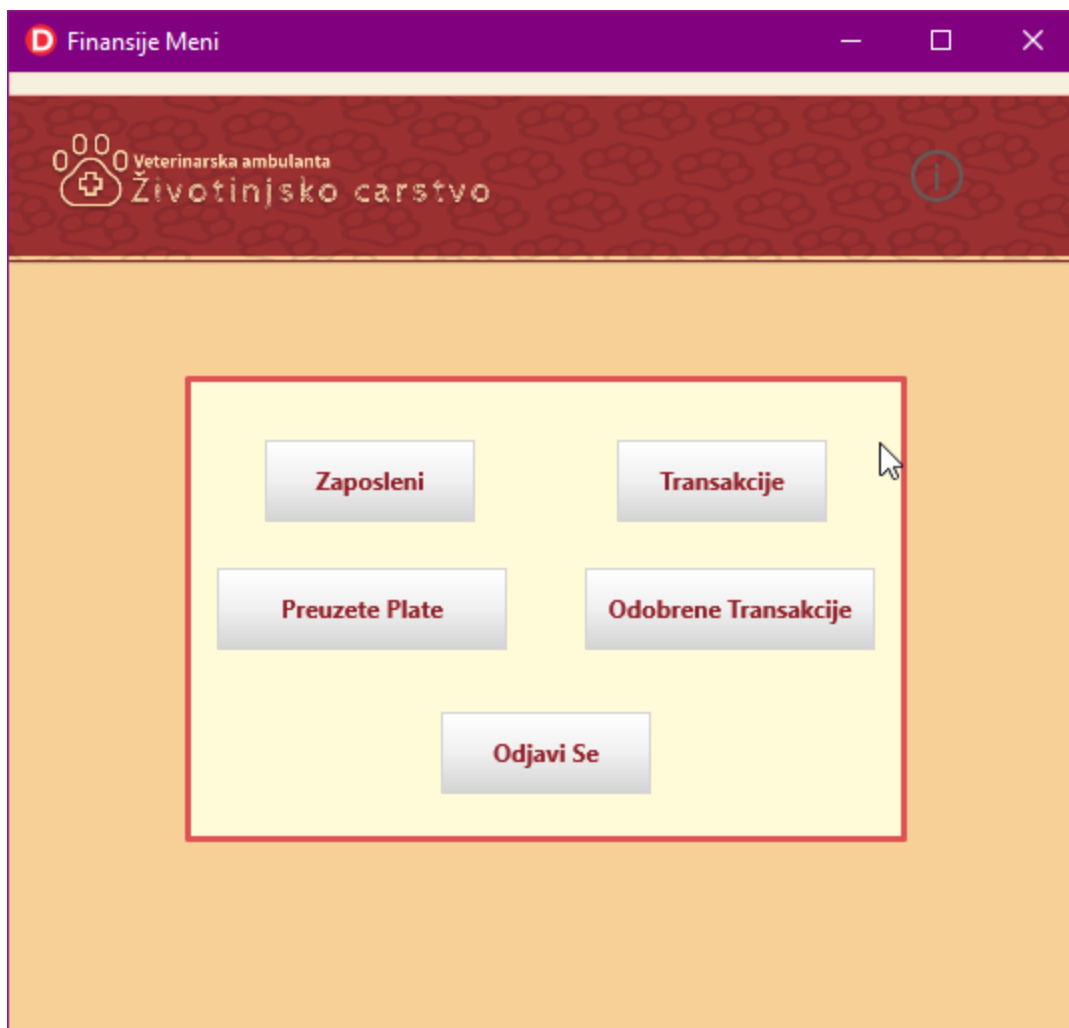 Finansije Meni
Veterinarska ambulanta
Životinjsko carstvo
Zaposleni
Transakcije
Preuzete Plate
Odobrene Transakcije
Odjavi Se